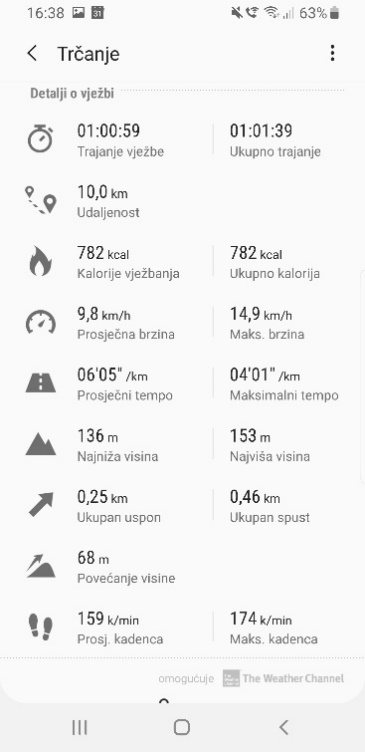 16:38 31 63%
Trčanje
Detalji o vježbi
01:00:59 01:01:39
Trajanje vježbe Ukupno trajanje
10,0 km
Udaljenost
782 kcal 782 kcal
Kalorije vježbanja Ukupno kalorija
9,8 km/h 14,9 km/h
Prosječna brzina Maks. brzina
06'05" /km 04'01" /km
Prosječni tempo Maksimalni tempo
136 m 153 m
Najniža visina Najviša visina
0,25 km 0,46 km
Ukupan uspon Ukupan spust
68 m
Povećanje visine
159 k/min 174 k/min
Prosj. kadenca Maks. kadenca
omogućuje The Weather Channel